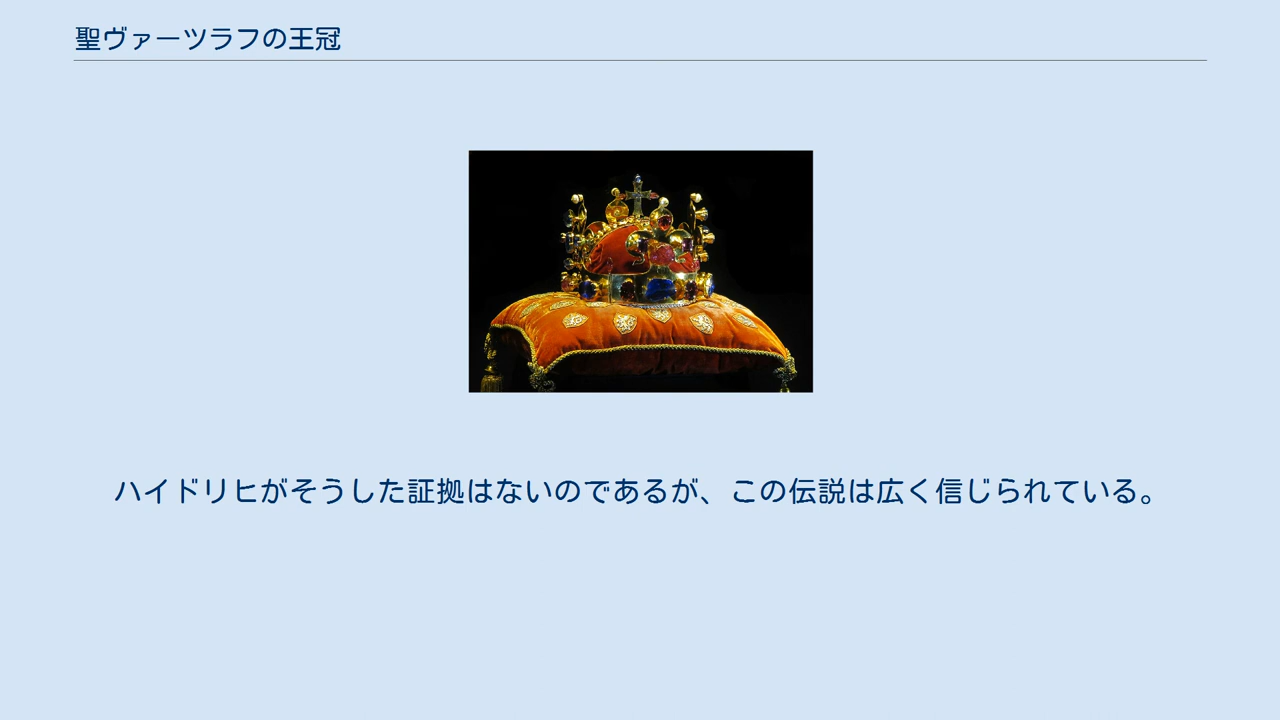 聖ヴァーツラフの王冠
ハイドリヒがそうした証拠はないのであるが、この伝説は広く信じられている。